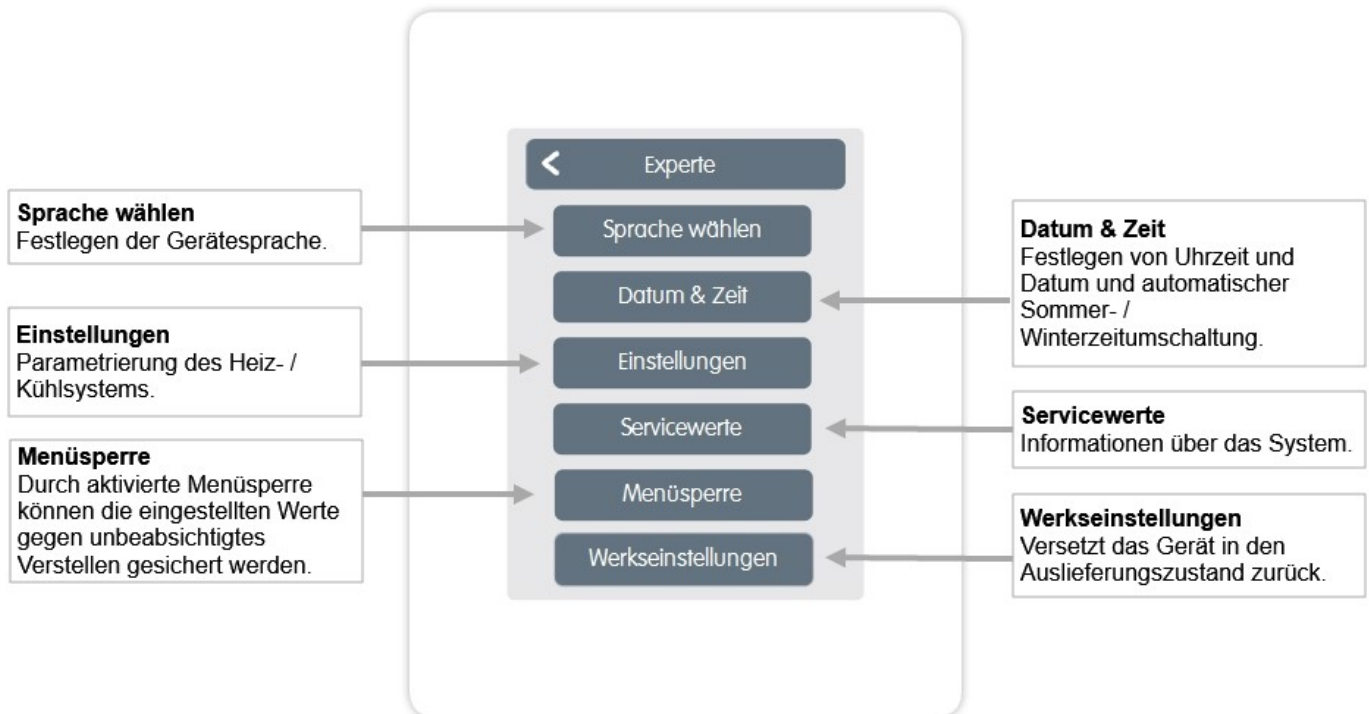 Experte
Sprache wählen
Datum & Zeit
Einstellungen
Servicewerte
Menüsperre
Werkseinstellungen
Sprache wählen
Festlegen der Gerätesprache.
Einstellungen
Parametrierung des Heiz- /
Kühlsystems.
Menüsperre
Durch aktivierte Menüsperre
können die eingestellten Werte
gegen unbeabsichtigtes
Verstellen gesichert werden.
Datum & Zeit
Festlegen von Uhrzeit und
Datum und automatischer
Sommer- /
Winterzeitumschaltung.
Servicewerte
Informationen über das System.
Werkseinstellungen
Versetzt das Gerät in den
Auslieferungszustand zurück.